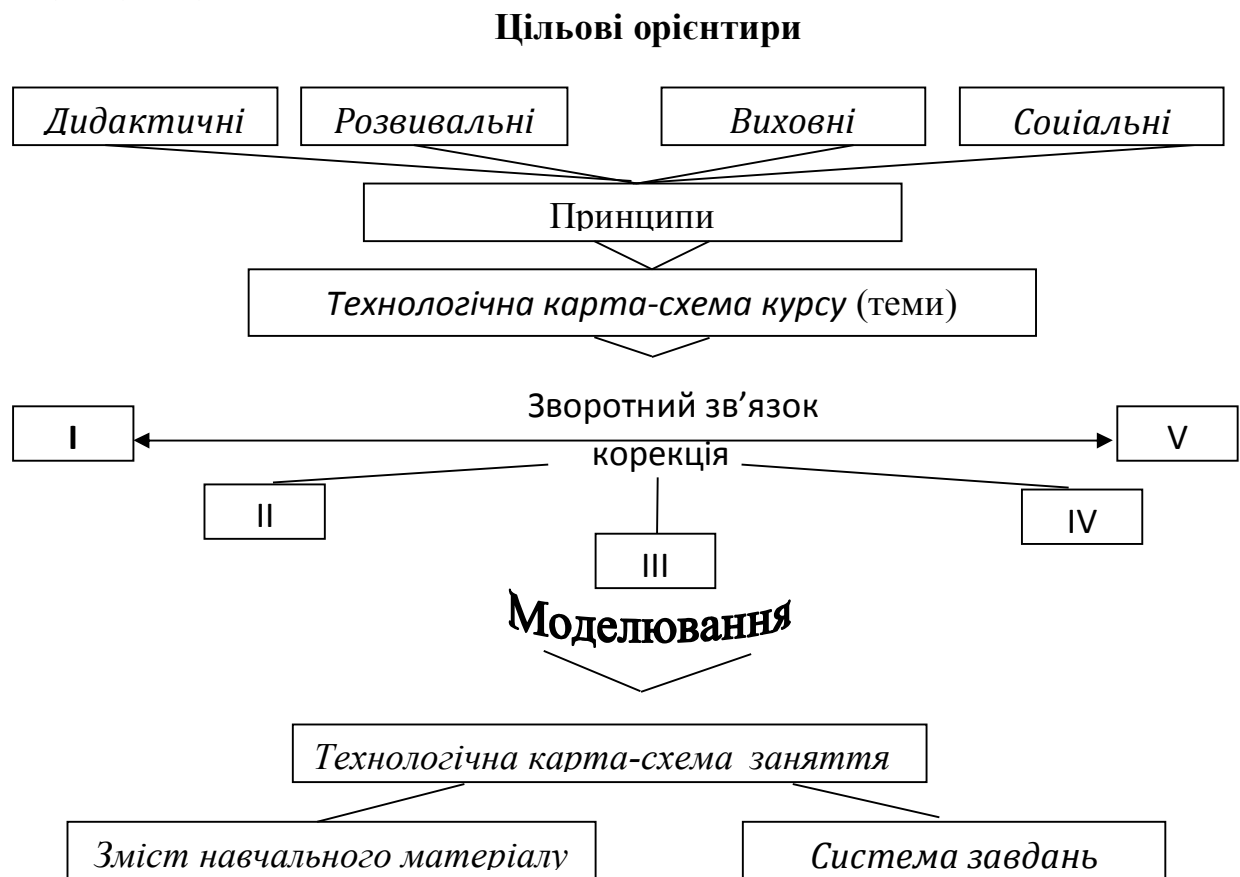 Цільові орієнтири
Дидактичні
Розвивальні
Виховні
Соціальні
Принципи
Технологічна карта-схема курсу (теми)
Зворотний зв’язок
I
V
корекція
II
IV
III
Моделювання
Технологічна карта-схема заняття
Зміст навчального матеріалу
Система завдань